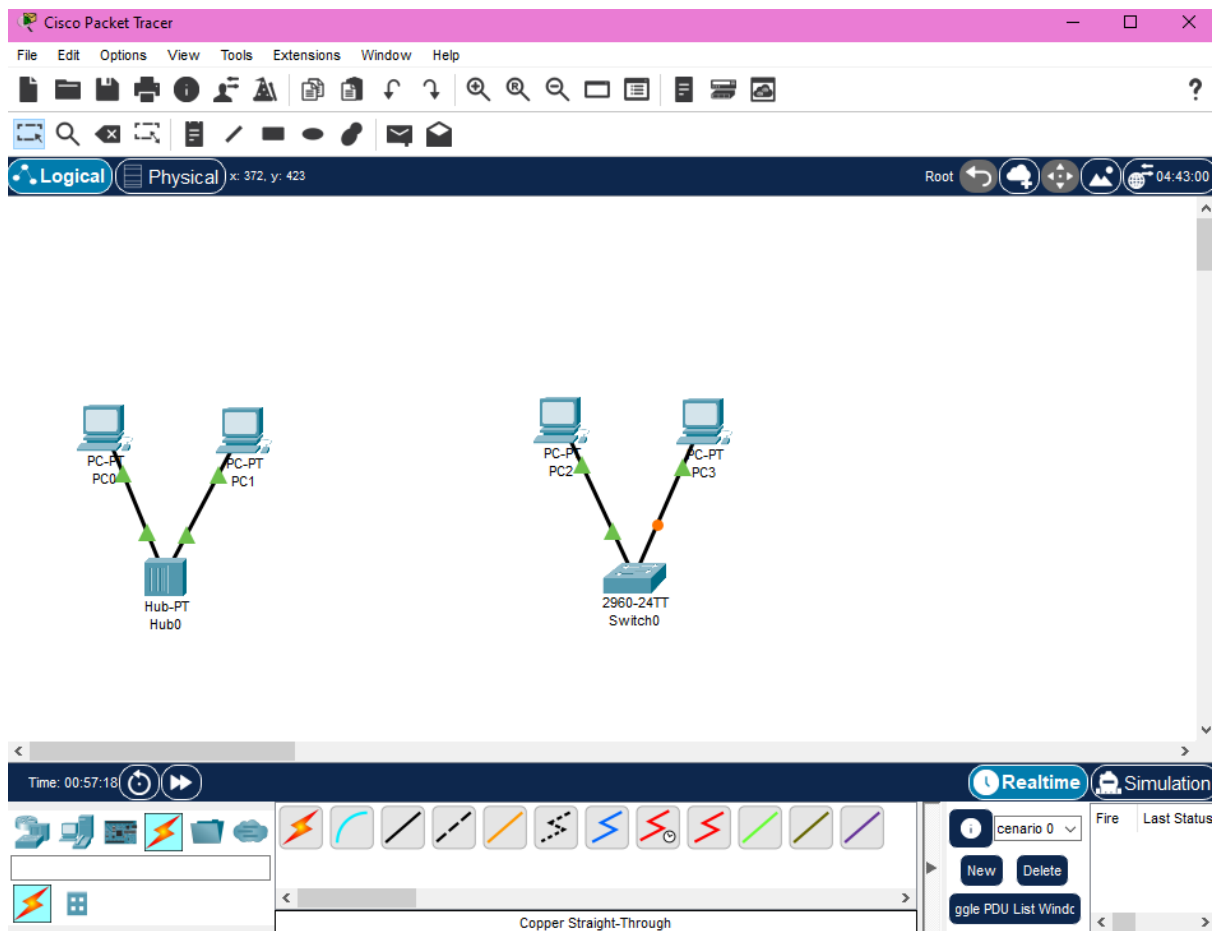 Cisco Packet Tracer
File Edit Options View Tools Extensions Window Help
?
Logical Physical x: 372, y: 423 Root 04:43:00
PC-PT
PC0
PC-PT
PC1
Hub-PT
Hub0
PC-PT
PC2
PC-PT
PC3
2960-24TT
Switch0
Time: 00:57:18 Realtime Simulation
cenario 0
Fire Last Status
New Delete
ggle PDU List Windc
Copper Straight-Through